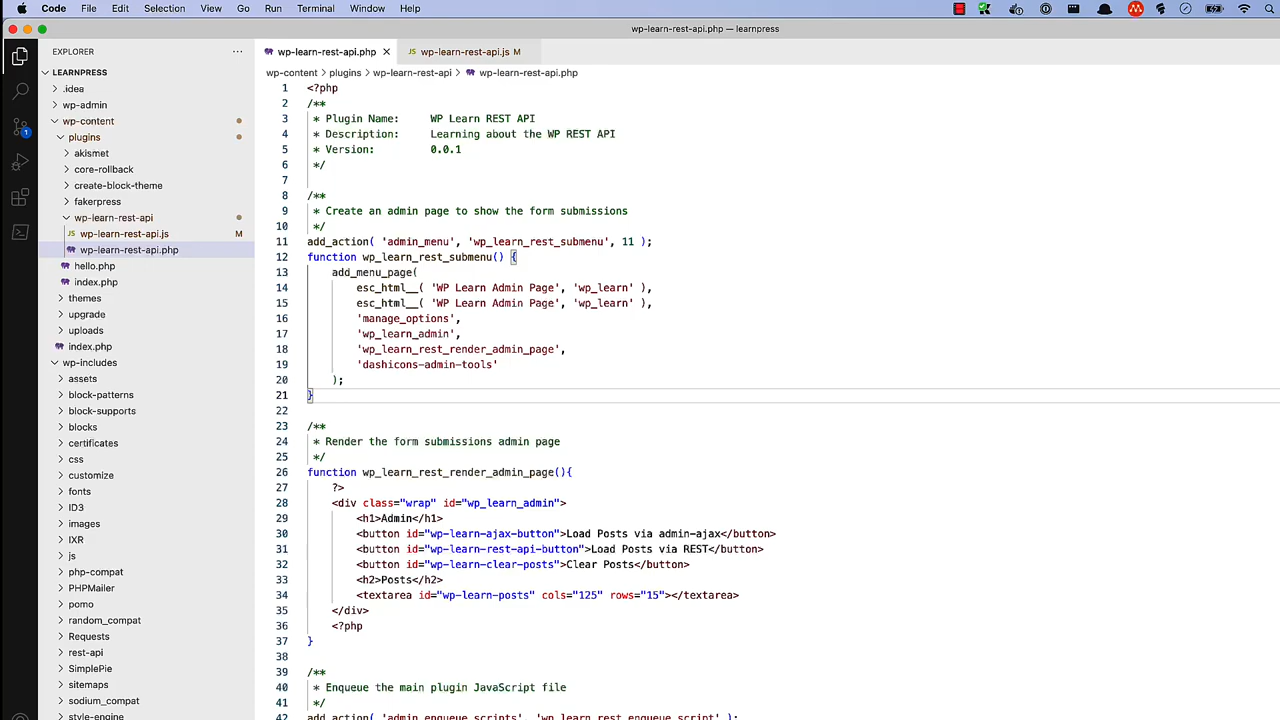 Code File Edit Selection View Go Run Terminal Window Help
wp-learn-rest-api.php — learnpress
EXPLORER
LEARNPRESS
.idea
wp-admin
wp-content
plugins
akismet
core-rollback
create-block-theme
fakerpress
wp-learn-rest-api
JS wp-learn-rest-api.js M
wp-learn-rest-api.php
hello.php
index.php
themes
upgrade
uploads
index.php
wp-includes
assets
block-patterns
block-supports
blocks
certificates
css
customize
fonts
ID3
images
IXR
js
php-compat
PHPMailer
pomo
random_compat
Requests
rest-api
SimplePie
sitemaps
sodium_compat
style-engine
1
wp-learn-rest-api.php JS wp-learn-rest-api.js M
wp-content > plugins > wp-learn-rest-api > wp-learn-rest-api.php
1 <?php
2 /**
3 * Plugin Name: WP Learn REST API
4 * Description: Learning about the WP REST API
5 * Version: 0.0.1
6 */
7
8 /**
9 * Create an admin page to show the form submissions
10 */
11 add_action( 'admin_menu', 'wp_learn_rest_submenu', 11 );
12 function wp_learn_rest_submenu() {
13 add_menu_page(
14 esc_html__( 'WP Learn Admin Page', 'wp_learn' ),
15 esc_html__( 'WP Learn Admin Page', 'wp_learn' ),
16 'manage_options',
17 'wp_learn_admin',
18 'wp_learn_rest_render_admin_page',
19 'dashicons-admin-tools'
20 );
21 }
22
23 /**
24 * Render the form submissions admin page
25 */
26 function wp_learn_rest_render_admin_page(){
27 ?>
28 <div class="wrap" id="wp_learn_admin">
29 <h1>Admin</h1>
30 <button id="wp-learn-ajax-button">Load Posts via admin-ajax</button>
31 <button id="wp-learn-rest-api-button">Load Posts via REST</button>
32 <button id="wp-learn-clear-posts">Clear Posts</button>
33 <h2>Posts</h2>
34 <textarea id="wp-learn-posts" cols="125" rows="15"></textarea>
35 </div>
36 <?php
37 }
38
39 /**
40 * Enqueue the main plugin JavaScript file
41 */
42 add_action( 'admin_enqueue_scripts', 'wp_learn_rest_enqueue_script' );